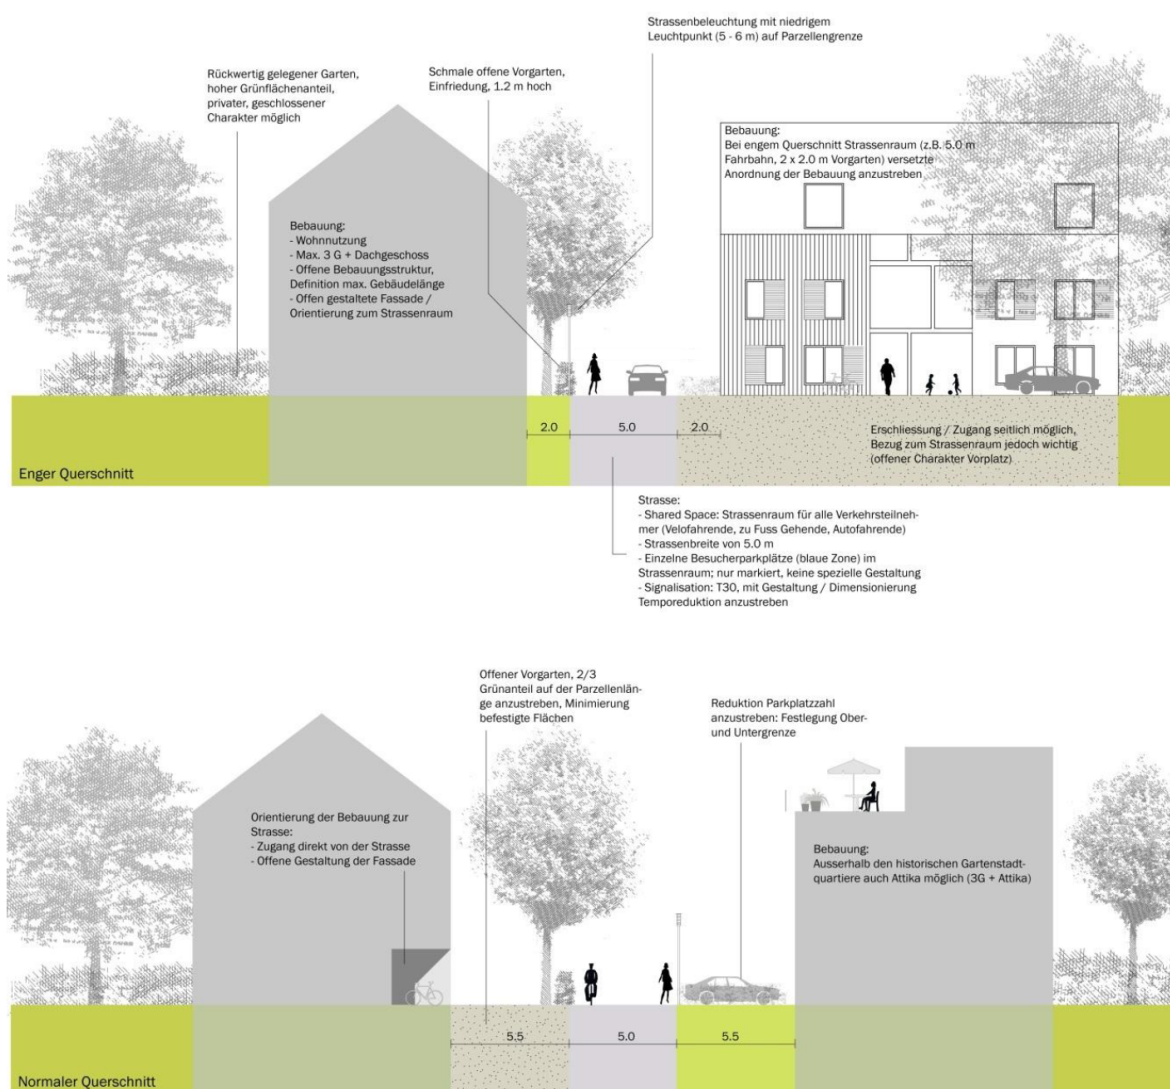 Strassenbeleuchtung mit niedrigem
Leuchtpunkt (5 - 6 m) auf Parzellengrenze
Rückwertig gelegener Garten,
hoher Grünflächenanteil,
privater, geschlossener
Charakter möglich
Schmale offene Vorgarten,
Einfriedung, 1.2 m hoch
Bebauung:
Bei engem Querschnitt Strassenraum (z.B. 5.0 m
Fahrbahn, 2 x 2.0 m Vorgarten) versetzte
Anordnung der Bebauung anzustreben
Bebauung:
- Wohnnutzung
- Max. 3 G + Dachgeschoss
- Offene Bebauungsstruktur,
Definition max. Gebäudelänge
- Offen gestaltete Fassade /
Orientierung zum Strassenraum
2.0
5.0
2.0
Erschliessung / Zugang seitlich möglich,
Bezug zum Strassenraum jedoch wichtig
(offener Charakter Vorplatz)
Enger Querschnitt
Strasse:
- Shared Space: Strassenraum für alle Verkehrsteilneh-
mer (Velofahrende, zu Fuss Gehende, Autofahrende)
- Strassenbreite von 5.0 m
- Einzelne Besucherparkplätze (blaue Zone) im
Strassenraum; nur markiert, keine spezielle Gestaltung
- Signalisation: T30, mit Gestaltung / Dimensionierung
Temporeduktion anzustreben
Offener Vorgarten, 2/3
Grünanteil auf der Parzellenlän-
ge anzustreben, Minimierung
befestigte Flächen
Reduktion Parkplatzzahl
anzustreben: Festlegung Ober-
und Untergrenze
Orientierung der Bebauung zur
Strasse:
- Zugang direkt von der Strasse
- Offene Gestaltung der Fassade
Bebauung:
Ausserhalb den historischen Gartenstadt-
quartiere auch Attika möglich (3G + Attika)
5.5
5.0
5.5
Normaler Querschnitt